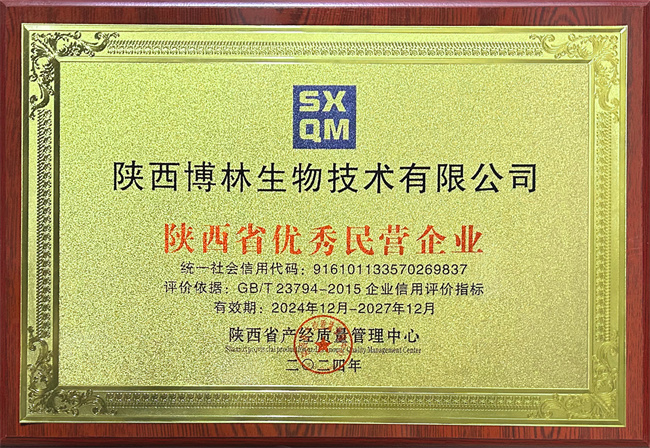 SX
QM
陕西博林生物技术有限公司
陕西省优秀民营企业
统一社会信用代码：916101133570269837
评价依据：GB/T 23794-2015 企业信用评价指标
有效期：2024年12月-2027年12月
陕西省产经质量管理中心
Quality Management Center
二〇二四年